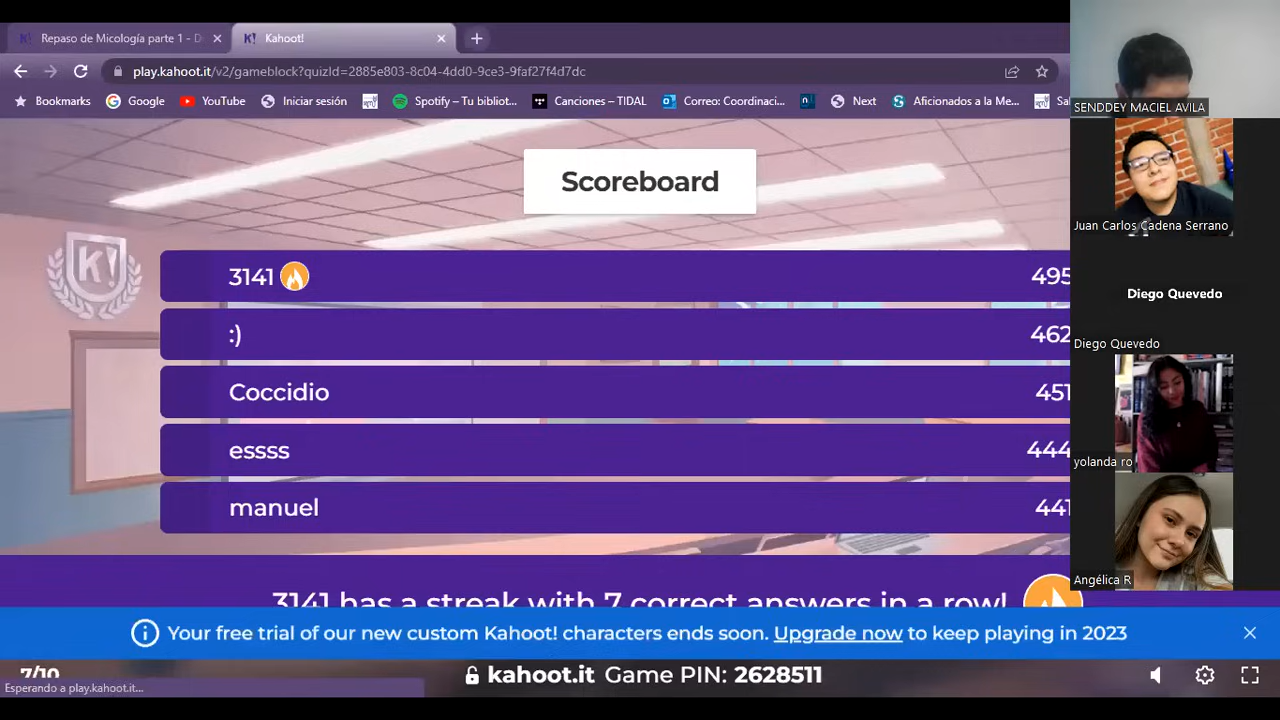 Repaso de Micología parte 1 - D
Kahoot!
play.kahoot.it/v2/gameblock?quizId=2885e803-8c04-4dd0-9ce3-9faf27f4d7dc
Bookmarks Google YouTube Iniciar sesión Spotify – Tu bibliot... Canciones – TIDAL Correo: Coordinaci... Next Aficionados a la Me... Sal
SENDDEY MACIEL AVILA
Juan Carlos Cadena Serrano
Diego Quevedo
Diego Quevedo
yolanda ro
Angélica R
K!
Scoreboard
3141 495
:) 462
Coccidio 451
essss 444
manuel 441
3141 has a streak with 7 correct answers in a row!
Your free trial of our new custom Kahoot! characters ends soon. Upgrade now to keep playing in 2023
7/10
kahoot.it Game PIN: 2628511
Esperando a play.kahoot.it...